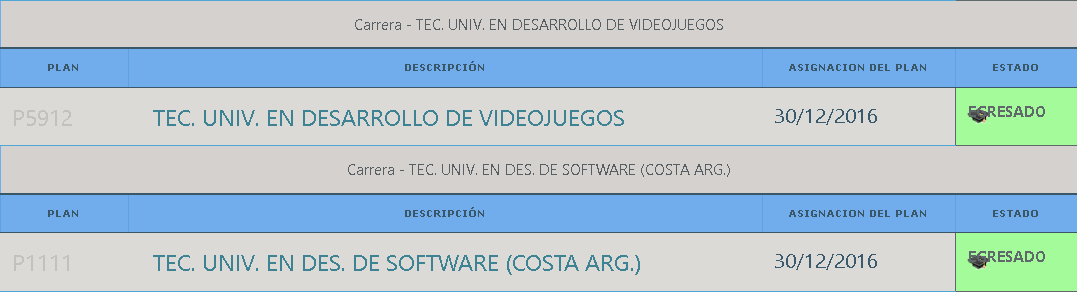 Carrera - TEC. UNIV. EN DESARROLLO DE VIDEOJUEGOS
PLAN DESCRIPCIÓN ASIGNACION DEL PLAN ESTADO
P5912 TEC. UNIV. EN DESARROLLO DE VIDEOJUEGOS 30/12/2016 EGRESADO
Carrera - TEC. UNIV. EN DES. DE SOFTWARE (COSTA ARG.)
PLAN DESCRIPCIÓN ASIGNACION DEL PLAN ESTADO
P1111 TEC. UNIV. EN DES. DE SOFTWARE (COSTA ARG.) 30/12/2016 EGRESADO